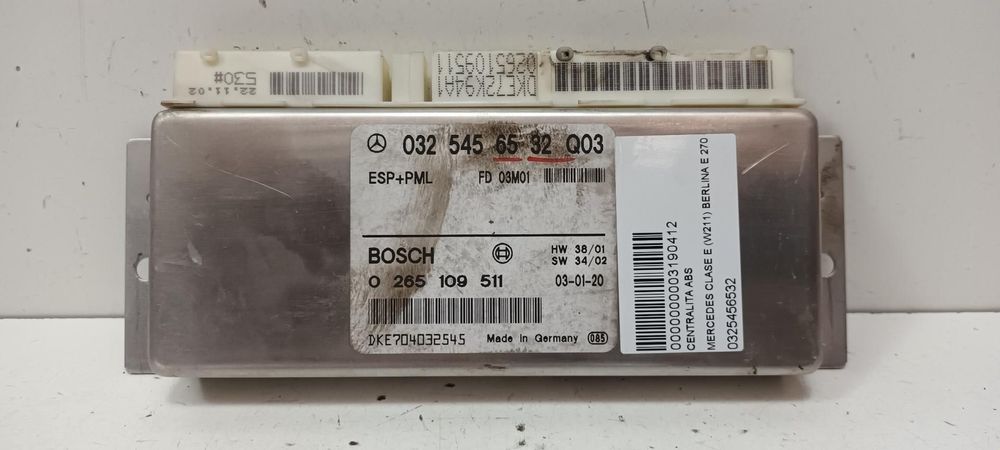 22.11.02
530#
DKE72K94A1
0265109511
032 545 65 32 Q03
ESP+PML FD 03M01
BOSCH HW 38/01
SW 34/02
0 265 109 511 03-01-20
DKE704032545 Made in Germany 085
0000000003190412
CENTRALITA ABS
MERCEDES CLASE E (W211) BERLINA E 270
0325456532